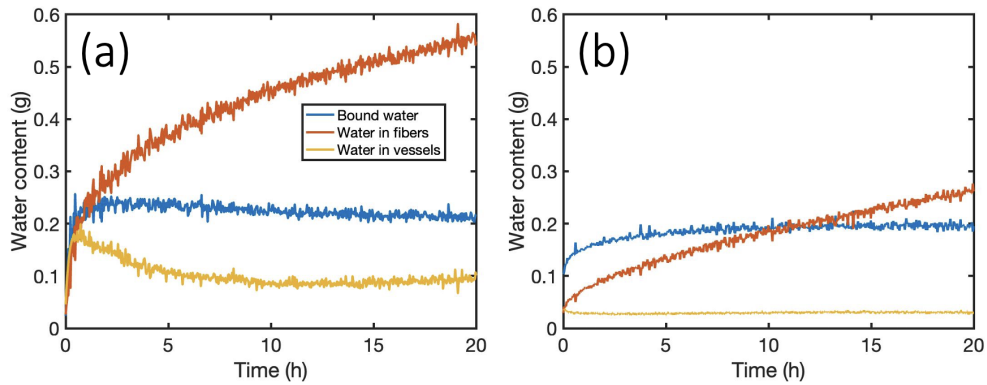 (a)
Water content (g)
0.6
0.5
0.4
0.3
0.2
0.1
0
Bound water
Water in fibers
Water in vessels
0 5 10 15 20
Time (h)
(b)
Water content (g)
0.6
0.5
0.4
0.3
0.2
0.1
0
0 5 10 15 20
Time (h)